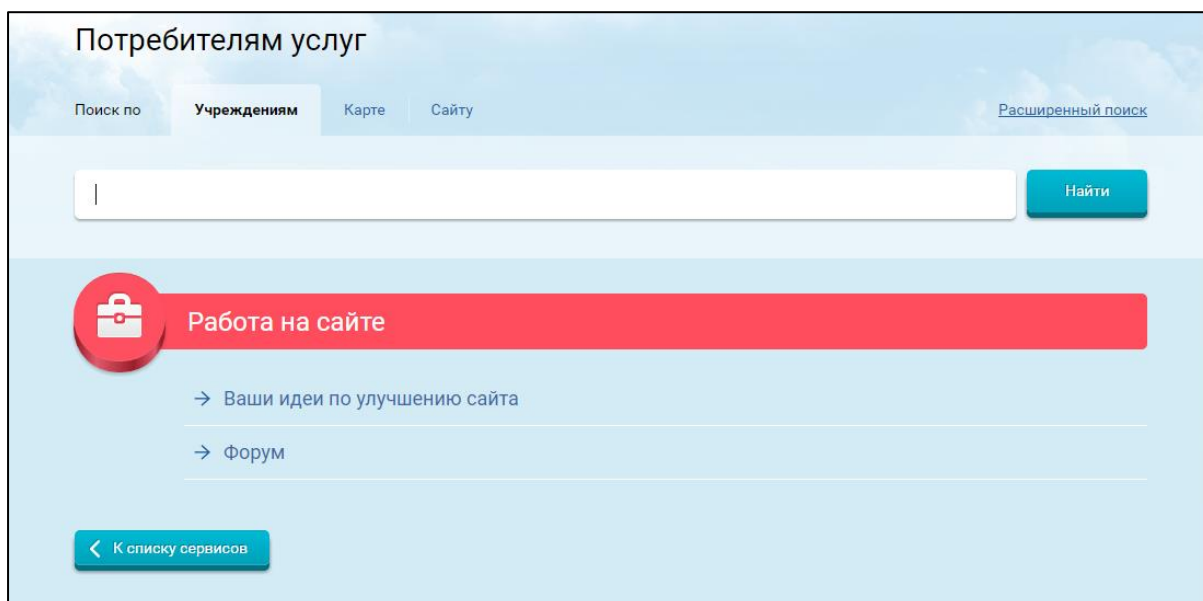 Потребителям услуг
Поиск по Учреждениям Карте Сайту Расширенный поиск
Найти
Работа на сайте
Ваши идеи по улучшению сайта
Форум
К списку сервисов